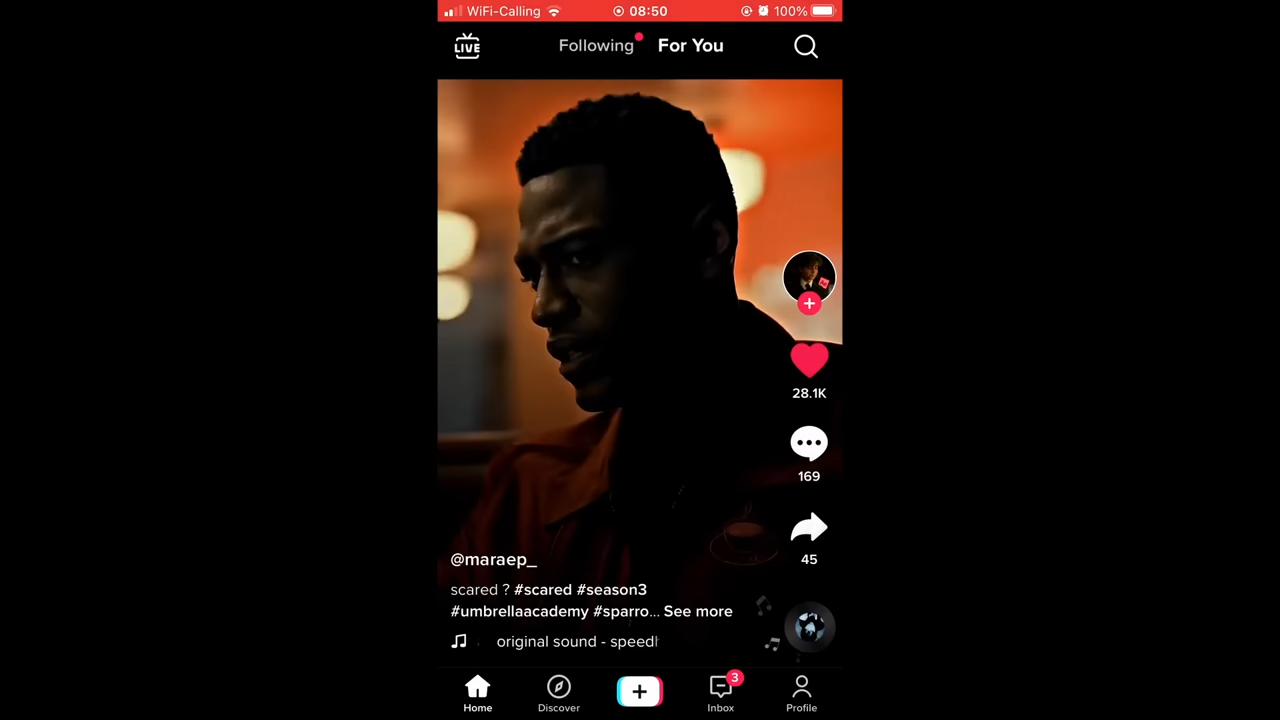 WiFi-Calling 08:50 100%
LIVE Following For You
28.1K
169
45
@maraep_
scared ? #scared #season3
#umbrellaacademy #sparro... See more
original sound - speedl
Home Discover Inbox 3 Profile